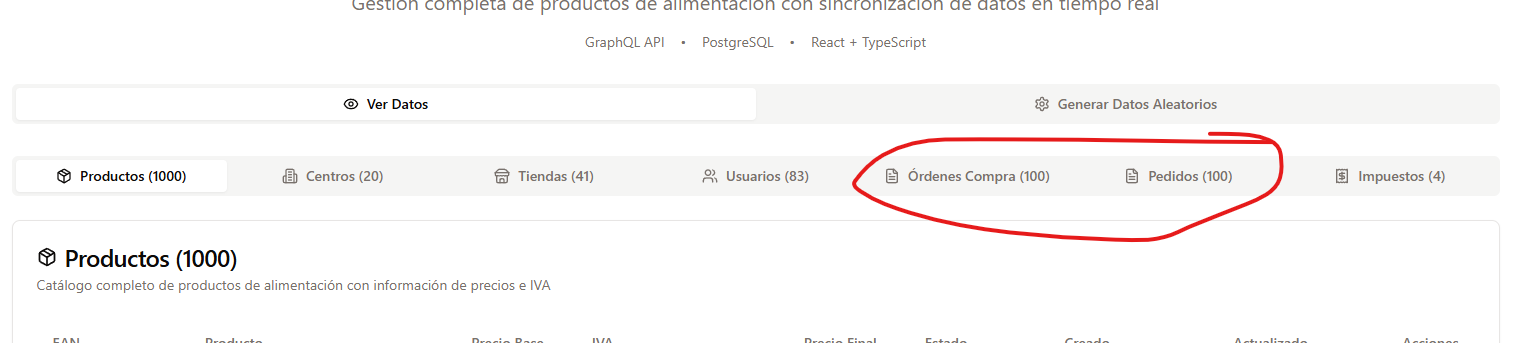 Gestión completa de productos de alimentación con sincronización de datos en tiempo real
GraphQL API • PostgreSQL • React + TypeScript
Ver Datos Generar Datos Aleatorios
Productos (1000) Centros (20) Tiendas (41) Usuarios (83) Órdenes Compra (100) Pedidos (100) Impuestos (4)
Productos (1000)
Catálogo completo de productos de alimentación con información de precios e IVA
EAN Producto Precio Base IVA Precio Final Estado Creado Actualizado Acciones